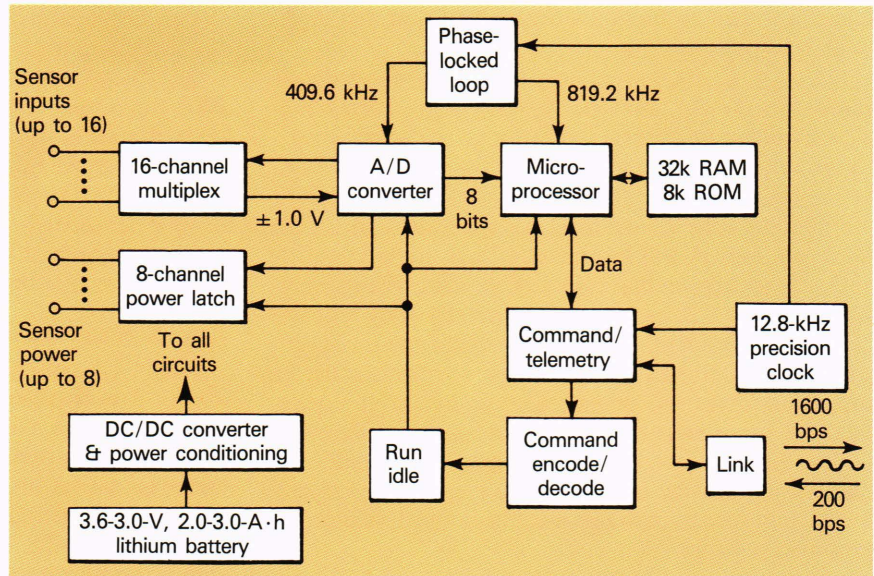 Phase-
locked
loop
409.6 kHz
819.2 kHz
Sensor
inputs
(up to 16)
16-channel
multiplex
A/D
converter
Micro-
processor
32k RAM
8k ROM
±1.0 V
8
bits
8-channel
power latch
Data
Sensor
power
(up to 8)
To all
circuits
Command/
telemetry
12.8-kHz
precision
clock
DC/DC converter
& power conditioning
Run
idle
Command
encode/
decode
Link
1600
bps
200
bps
3.6-3.0-V, 2.0-3.0-A·h
lithium battery